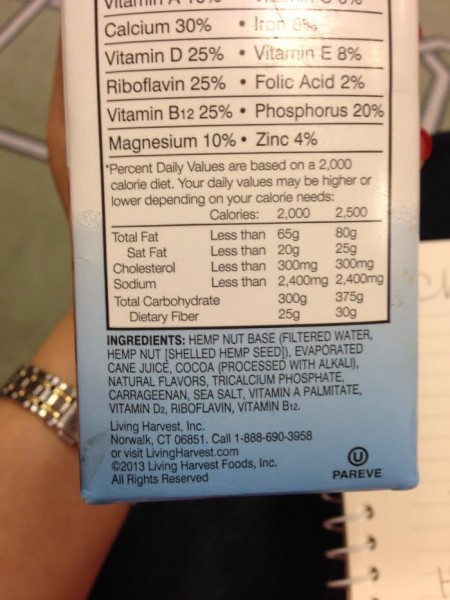 Vitamin A 10%
Calcium 30% • Iron 8%
Vitamin D 25% • Vitamin E 8%
Riboflavin 25% • Folic Acid 2%
Vitamin B12 25% • Phosphorus 20%
Magnesium 10% • Zinc 4%
*Percent Daily Values are based on a 2,000
calorie diet. Your daily values may be higher or
lower depending on your calorie needs:
Calories: 2,000 2,500
Total Fat Less than 65g 80g
Sat Fat Less than 20g 25g
Cholesterol Less than 300mg 300mg
Sodium Less than 2,400mg 2,400mg
Total Carbohydrate 300g 375g
Dietary Fiber 25g 30g
INGREDIENTS: HEMP NUT BASE (FILTERED WATER,
HEMP NUT [SHELLED HEMP SEED]), EVAPORATED
CANE JUICE, COCOA (PROCESSED WITH ALKALI),
NATURAL FLAVORS, TRICALCIUM PHOSPHATE,
CARRAGEENAN, SEA SALT, VITAMIN A PALMITATE,
VITAMIN D2, RIBOFLAVIN, VITAMIN B12.
Living Harvest, Inc.
Norwalk, CT 06851. Call 1-888-690-3958
or visit LivingHarvest.com
©2013 Living Harvest Foods, Inc.
All Rights Reserved
U
PAREVE